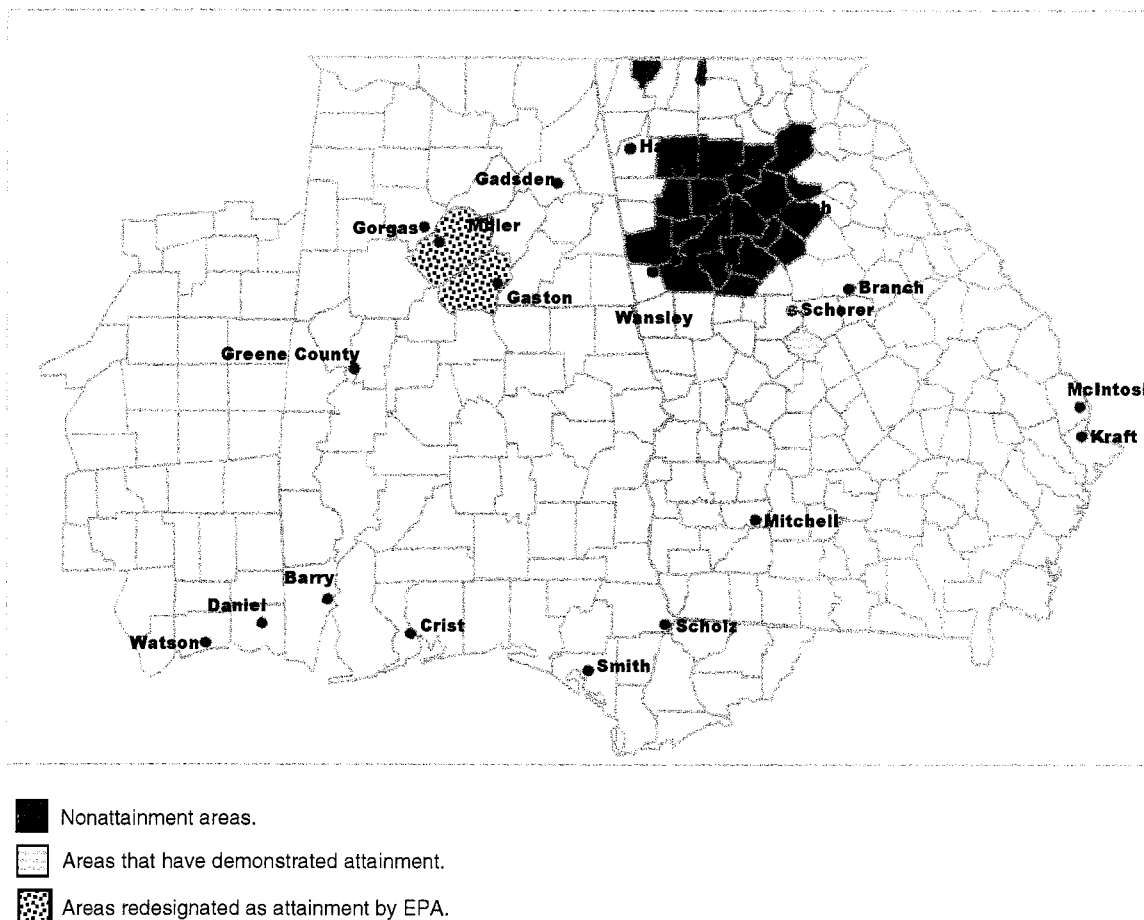 Gadsden
Gorgas
Miller
Gaston
Wansley
Branch
Scherer
Greene County
McIntosh
Kraft
Mitchell
Barry
Daniel
Watson
Crist
Scholz
Smith
Nonattainment areas.
Areas that have demonstrated attainment.
Areas redesignated as attainment by EPA.